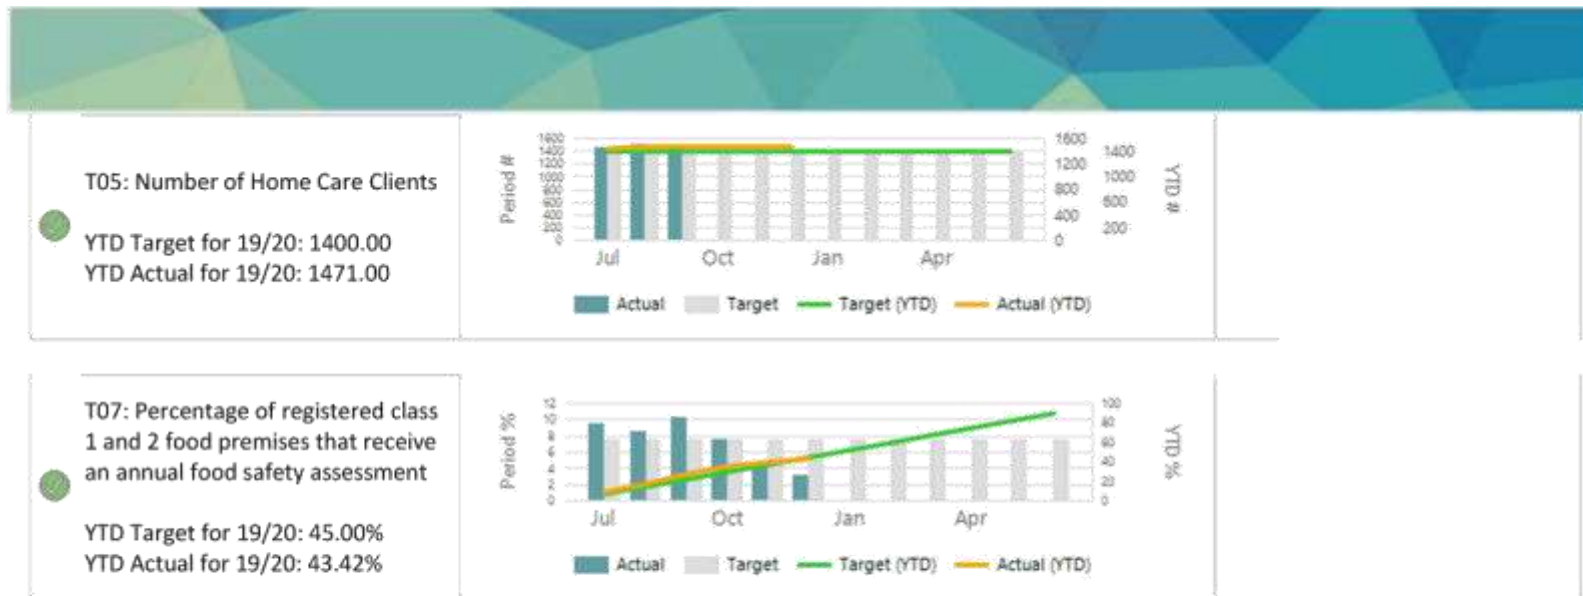 T05: Number of Home Care Clients
YTD Target for 19/20: 1400.00
YTD Actual for 19/20: 1471.00
Period #
1600
1400
1200
1000
800
600
400
200
0
1600
1200
800
400
0
1400
1000
600
200
YTD #
Jul Oct Jan Apr
Actual Target Target (YTD) Actual (YTD)
T07: Percentage of registered class
1 and 2 food premises that receive
an annual food safety assessment
YTD Target for 19/20: 45.00%
YTD Actual for 19/20: 43.42%
Period %
12
10
8
6
4
2
0
100
80
60
40
20
0
YTD %
Jul Oct Jan Apr
Actual Target Target (YTD) Actual (YTD)